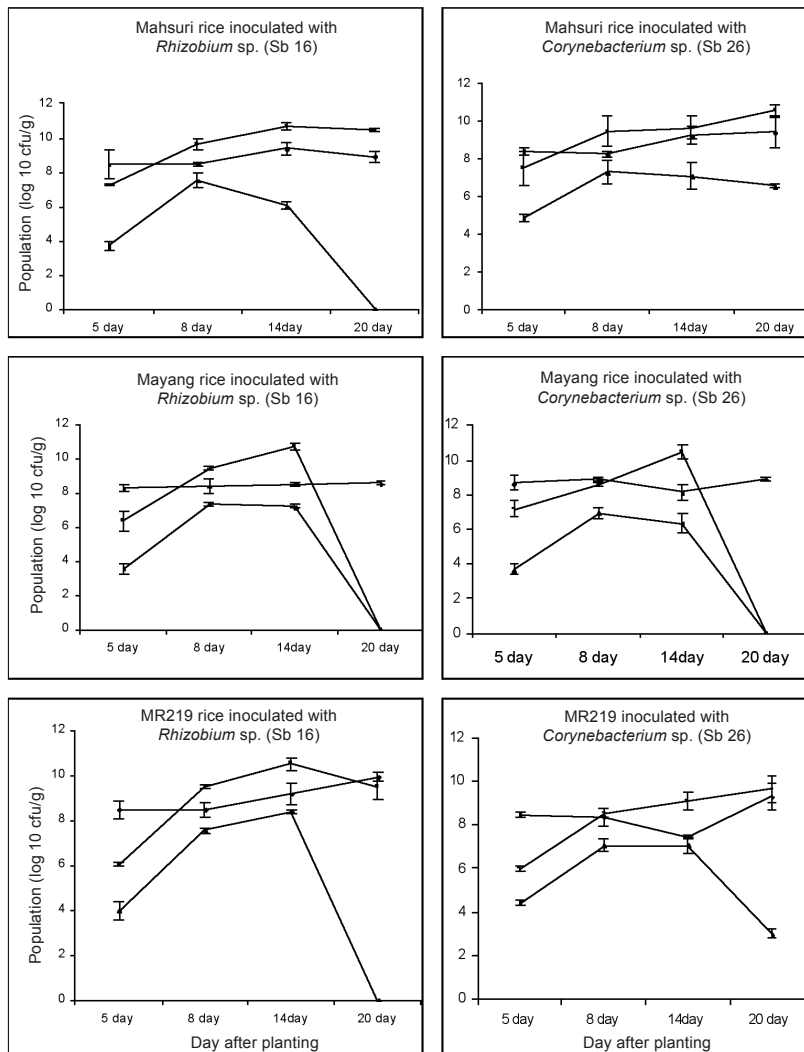 Mahsuri rice inoculated with
Rhizobium sp. (Sb 16)
Population (log 10 cfu/g)
12
10
8
6
4
2
0
5 day
8 day
14day
20 day
Mahsuri rice inoculated with
Corynebacterium sp. (Sb 26)
12
10
8
6
4
2
0
5 day
8 day
14day
20 day
Mayang rice inoculated with
Rhizobium sp. (Sb 16)
Population (log 10 cfu/g)
12
10
8
6
4
2
0
5 day
8 day
14day
20 day
Mayang rice inoculated with
Corynebacterium sp. (Sb 26)
12
10
8
6
4
2
0
5 day
8 day
14day
20 day
MR219 rice inoculated with
Rhizobium sp. (Sb 16)
Population (log 10 cfu/g)
12
10
8
6
4
2
0
5 day
8 day
14day
20 day
Day after planting
MR219 rice inoculated with
Corynebacterium sp. (Sb 26)
12
10
8
6
4
2
0
5 day
8 day
14day
20 day
Day after planting